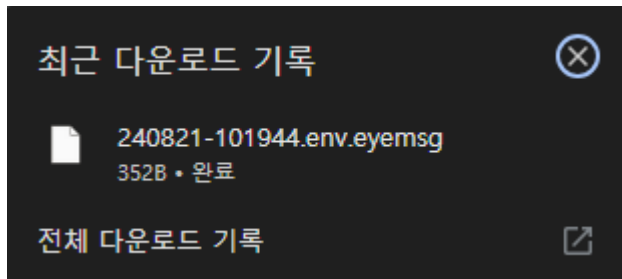 최근 다운로드 기록
240821-101944.env.eyemsg
352B • 완료
전체 다운로드 기록